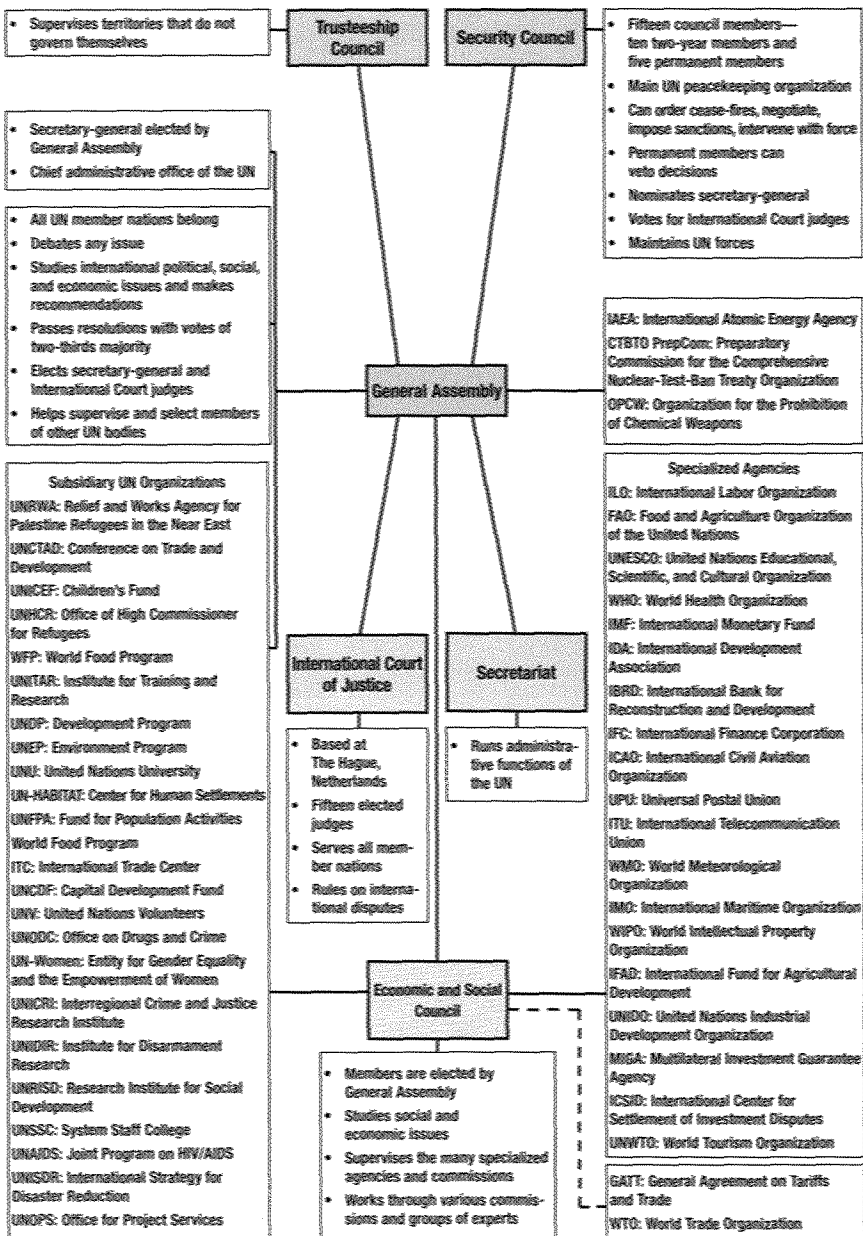 • Supervises territories that do not
govern themselves
Trusteeship
Council
Security Council
• Fifteen council members—
ten two-year members and
five permanent members
• Main UN peacekeeping organization
• Can order cease-fires, negotiate,
impose sanctions, intervene with force
• Permanent members can
veto decisions
• Nominates secretary-general
• Votes for International Court judges
• Maintains UN forces
• Secretary-general elected by
General Assembly
• Chief administrative office of the UN
• All UN member nations belong
• Debates any issue
• Studies international political, social,
and economic issues and makes
recommendations
• Passes resolutions with votes of
two-thirds majority
• Elects secretary-general and
International Court judges
• Helps supervise and select members
of other UN bodies
General Assembly
IAEA: International Atomic Energy Agency
CTBTO PrepCom: Preparatory
Commission for the Comprehensive
Nuclear-Test-Ban Treaty Organization
OPCW: Organization for the Prohibition
of Chemical Weapons
Subsidiary UN Organizations
UNRWA: Relief and Works Agency for
Palestine Refugees in the Near East
UNCTAD: Conference on Trade and
Development
UNICEF: Children's Fund
UNHCR: Office of High Commissioner
for Refugees
WFP: World Food Program
UNITAR: Institute for Training and
Research
UNDP: Development Program
UNEP: Environment Program
UNU: United Nations University
UN-HABITAT: Center for Human Settlements
UNFPA: Fund for Population Activities
World Food Program
ITC: International Trade Center
UNCDF: Capital Development Fund
UNV: United Nations Volunteers
UNODC: Office on Drugs and Crime
UN-Women: Entity for Gender Equality
and the Empowerment of Women
UNICRI: Interregional Crime and Justice
Research Institute
UNIDIR: Institute for Disarmament
Research
UNRISD: Research Institute for Social
Development
UNSSC: System Staff College
UNAIDS: Joint Program on HIV/AIDS
UNISDR: International Strategy for
Disaster Reduction
UNOPS: Office for Project Services
International Court
of Justice
• Based at
The Hague,
Netherlands
• Fifteen elected
judges
• Serves all mem-
ber nations
• Rules on interna-
tional disputes
Secretariat
• Runs administra-
tive functions of
the UN
Economic and Social
Council
• Members are elected by
General Assembly
• Studies social and
economic issues
• Supervises the many specialized
agencies and commissions
• Works through various commis-
sions and groups of experts
Specialized Agencies
ILO: International Labor Organization
FAO: Food and Agriculture Organization
of the United Nations
UNESCO: United Nations Educational,
Scientific, and Cultural Organization
WHO: World Health Organization
IMF: International Monetary Fund
IDA: International Development
Association
IBRD: International Bank for
Reconstruction and Development
IFC: International Finance Corporation
ICAO: International Civil Aviation
Organization
UPU: Universal Postal Union
ITU: International Telecommunication
Union
WMO: World Meteorological
Organization
IMO: International Maritime Organization
WIPO: World Intellectual Property
Organization
IFAD: International Fund for Agricultural
Development
UNIDO: United Nations Industrial
Development Organization
MIGA: Multilateral Investment Guarantee
Agency
ICSID: International Center for
Settlement of Investment Disputes
UNWTO: World Tourism Organization
GATT: General Agreement on Tariffs
and Trade
WTO: World Trade Organization